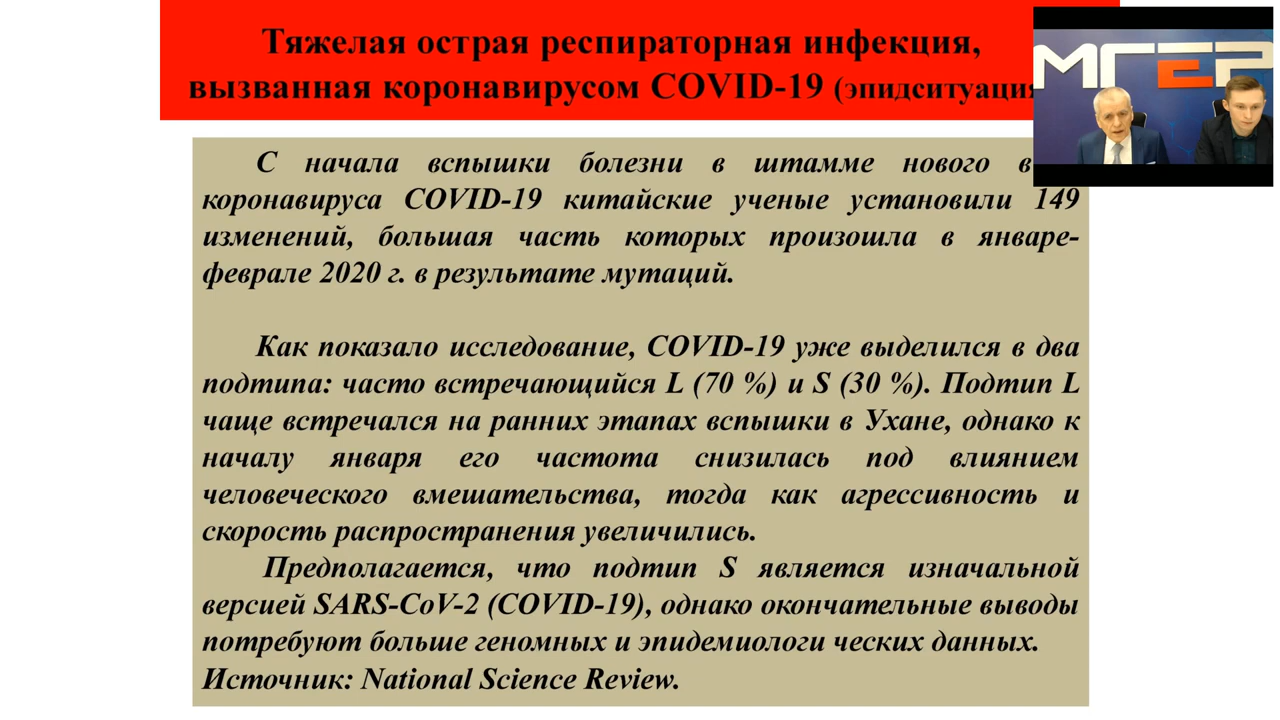 Тяжелая острая респираторная инфекция,
вызванная коронавирусом COVID-19 (эпидситуация
МГЕР
С начала вспышки болезни в штамме нового
коронавируса COVID-19 китайские ученые установили 149
изменений, большая часть которых произошла в январе-
феврале 2020 г. в результате мутаций.
Как показало исследование, COVID-19 уже выделился в два
подтипа: часто встречающийся L (70 %) и S (30 %). Подтип L
чаще встречался на ранних этапах вспышки в Ухане, однако к
началу января его частота снизилась под влиянием
человеческого вмешательства, тогда как агрессивность и
скорость распространения увеличились.
Предполагается, что подтип S является изначальной
версией SARS-CoV-2 (COVID-19), однако окончательные выводы
потребуют больше геномных и эпидемиологи ческих данных.
Источник: National Science Review.